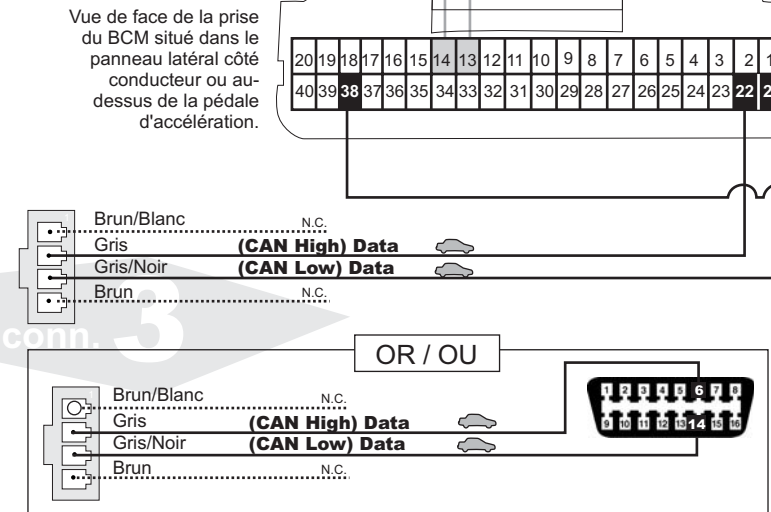 Vue de face de la prise
du BCM situé dans le
panneau latéral côté
conducteur ou au-
dessus de la pédale
d'accélération.
20 19 18 17 16 15 14 13 12 11 10 9 8 7 6 5 4 3 2 1
40 39 38 37 36 35 34 33 32 31 30 29 28 27 26 25 24 23 22 2
Brun/Blanc N.C.
Gris (CAN High) Data
Gris/Noir (CAN Low) Data
Brun N.C.
conn. 3
OR / OU
Brun/Blanc N.C.
Gris (CAN High) Data
Gris/Noir (CAN Low) Data
Brun N.C.
1 2 3 4 5 6 7 8
9 10 11 12 13 14 15 16